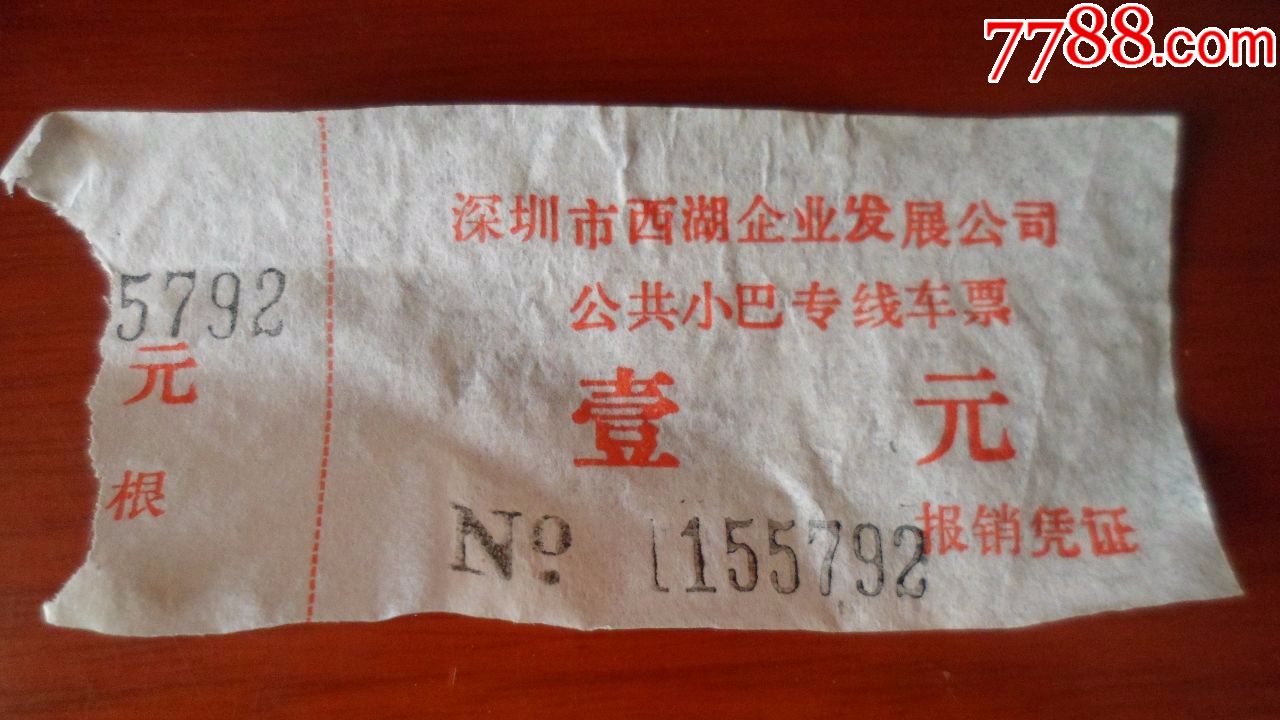 7788.com
深圳市西湖企业发展公司
公共小巴专线车票
壹 元
№ 1155792
报销凭证
5792
元
根